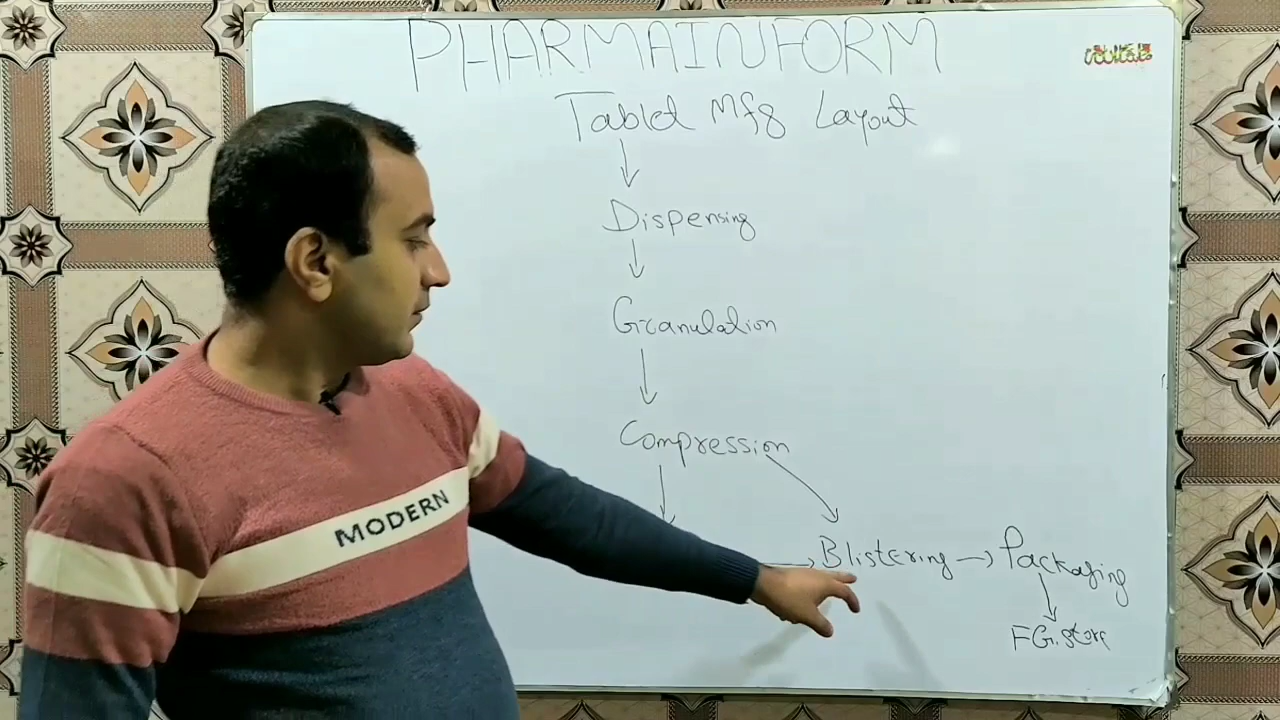 PHARMAINFORM
Tablet Mfg Layout
Dispensing
Granulation
Compression
Blistering → Packaging
FG.store
MODERN